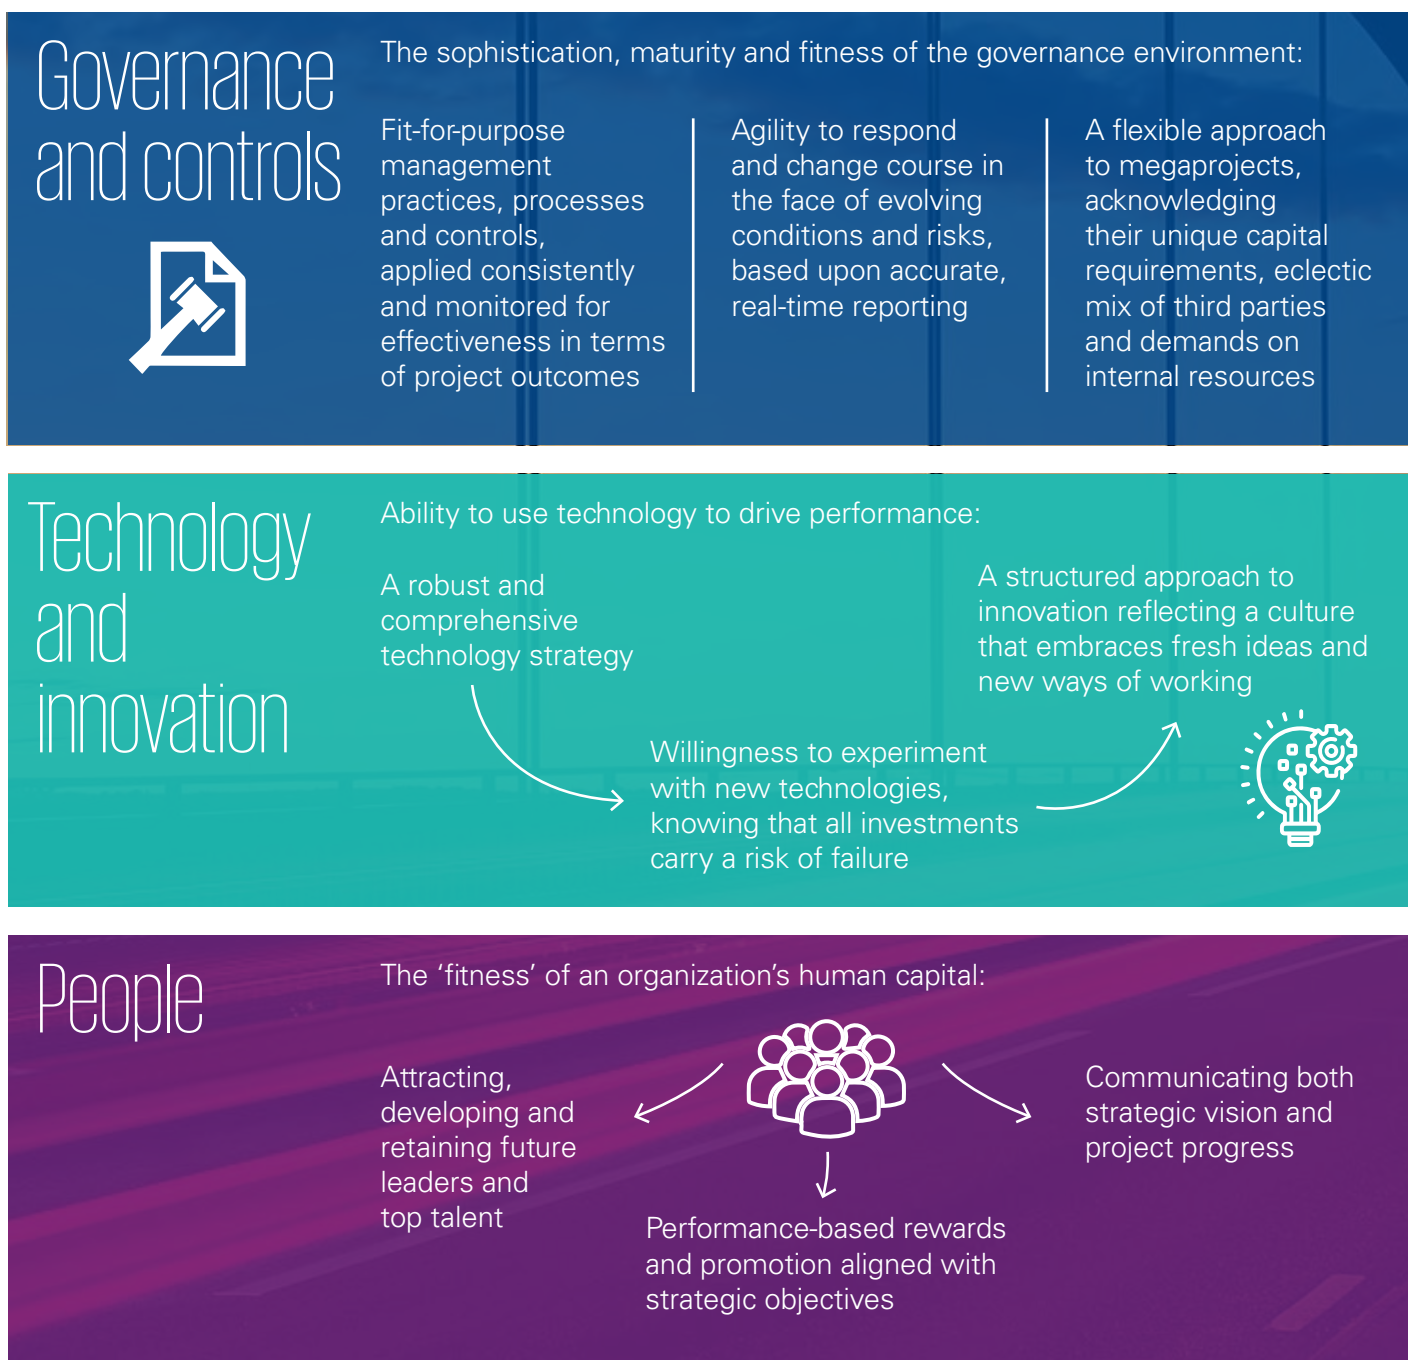 Governance
and controls
The sophistication, maturity and fitness of the governance environment:
Fit-for-purpose
management
practices, processes
and controls,
applied consistently
and monitored for
effectiveness in terms
of project outcomes
Agility to respond
and change course in
the face of evolving
conditions and risks,
based upon accurate,
real-time reporting
A flexible approach
to megaprojects,
acknowledging
their unique capital
requirements, eclectic
mix of third parties
and demands on
internal resources
Technology
and
innovation
Ability to use technology to drive performance:
A robust and
comprehensive
technology strategy
Willingness to experiment
with new technologies,
knowing that all investments
carry a risk of failure
A structured approach to
innovation reflecting a culture
that embraces fresh ideas and
new ways of working
People
The ‘fitness’ of an organization’s human capital:
Attracting,
developing and
retaining future
leaders and
top talent
Performance-based rewards
and promotion aligned with
strategic objectives
Communicating both
strategic vision and
project progress